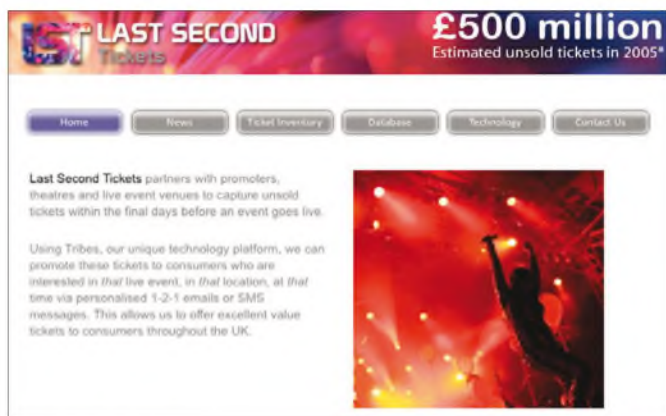 LST LAST SECOND
Tickets
£500 million
Estimated unsold tickets in 2005*
Home News Ticket Inventory Database Technology Contact Us
Last Second Tickets partners with promoters,
theatres and live event venues to capture unsold
tickets within the final days before an event goes live.
Using Tribes, our unique technology platform, we can
promote these tickets to consumers who are
interested in that live event, in that location, at that
time via personalised 1-2-1 emails or SMS
messages. This allows us to offer excellent value
tickets to consumers throughout the UK.